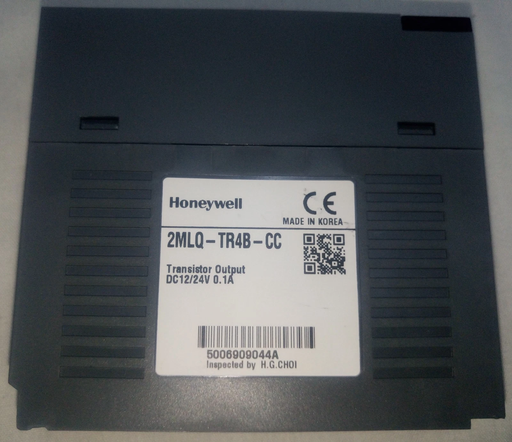 Honeywell
CE
MADE IN KOREA
2MLQ-TR4B-CC
Transistor Output
DC12/24V 0.1A
5006909044A
Inspected by H.G.CHOI